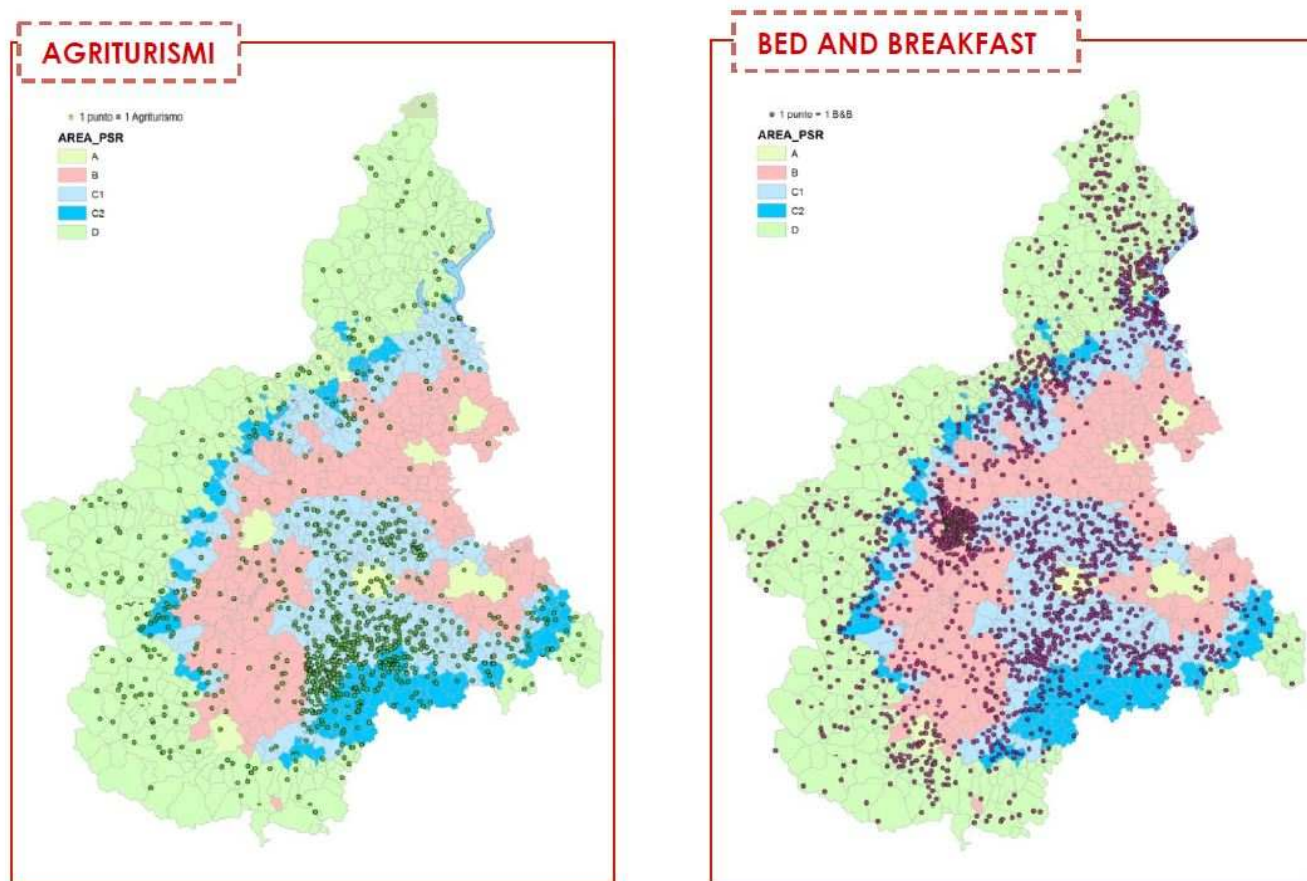 AGRITURISMI
1 punto = 1 Agriturismo
AREA_PSR
A
B
C1
C2
D
BED AND BREAKFAST
1 punto = 1 B&B
AREA_PSR
A
B
C1
C2
D